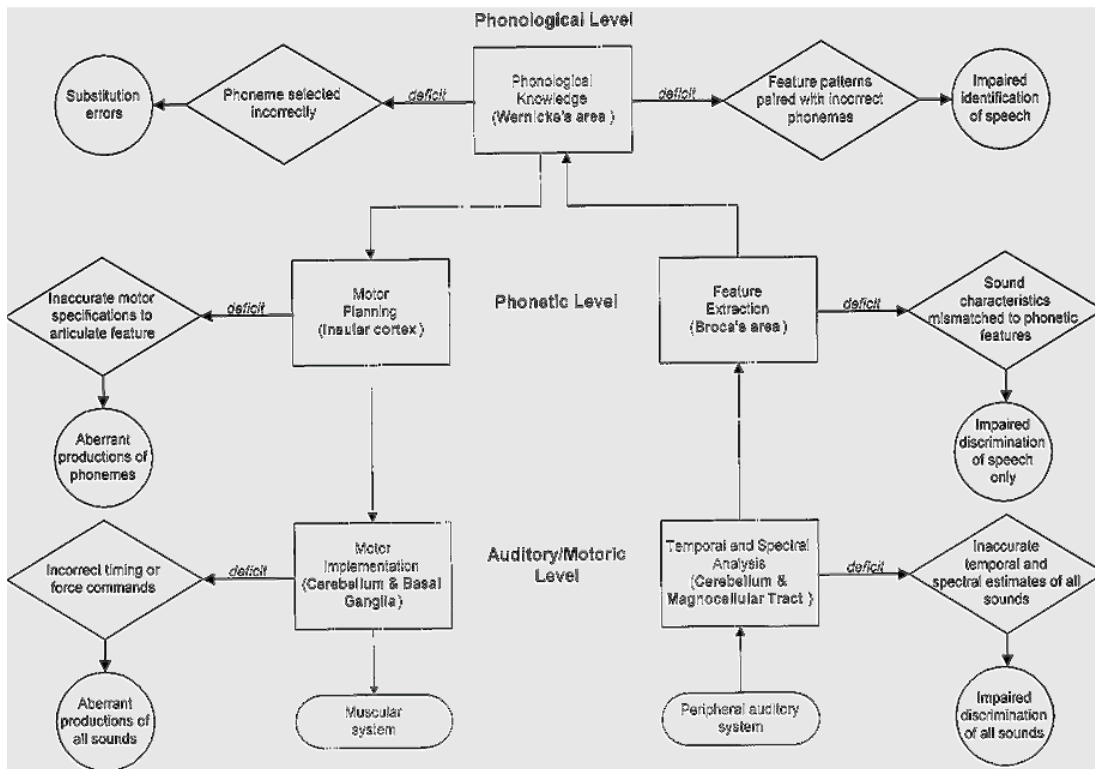 Phonological Level
Substitution
errors
Phoneme selected
incorrectly
deficit
Phonological
Knowledge
(Wernicke's area)
deficit
Feature patterns
paired with incorrect
phonemes
Impaired
identification
of speech
Inaccurate motor
specifications to
articulate feature
deficit
Motor
Planning
(Insular cortex)
Phonetic Level
Feature
Extraction
(Broca's area)
deficit
Sound
characteristics
mismatched to phonetic
features
Aberrant
productions of
phonemes
Impaired
discrimination
of speech
only
Incorrect timing or
force commands
deficit
Motor
Implementation
(Cerebellum & Basal
Ganglia)
Auditory/Motoric
Level
Temporal and Spectral
Analysis
(Cerebellum &
Magnocellular Tract)
deficit
Inaccurate
temporal and
spectral estimates of all
sounds
Aberrant
productions of
all sounds
Muscular
system
Peripheral auditory
system
Impaired
discrimination
of all sounds